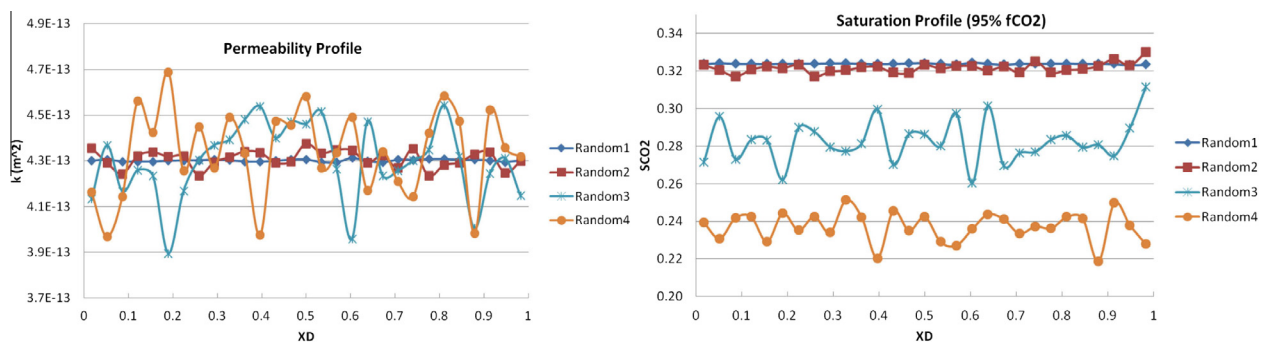 Permeability Profile
k (m^2)
4.9E-13
4.7E-13
4.5E-13
4.3E-13
4.1E-13
3.9E-13
3.7E-13
0 0.1 0.2 0.3 0.4 0.5 0.6 0.7 0.8 0.9 1
XD
Random1
Random2
Random3
Random4
Saturation Profile (95% fCO2)
SCO2
0.34
0.32
0.30
0.28
0.26
0.24
0.22
0.20
0 0.1 0.2 0.3 0.4 0.5 0.6 0.7 0.8 0.9 1
XD
Random1
Random2
Random3
Random4